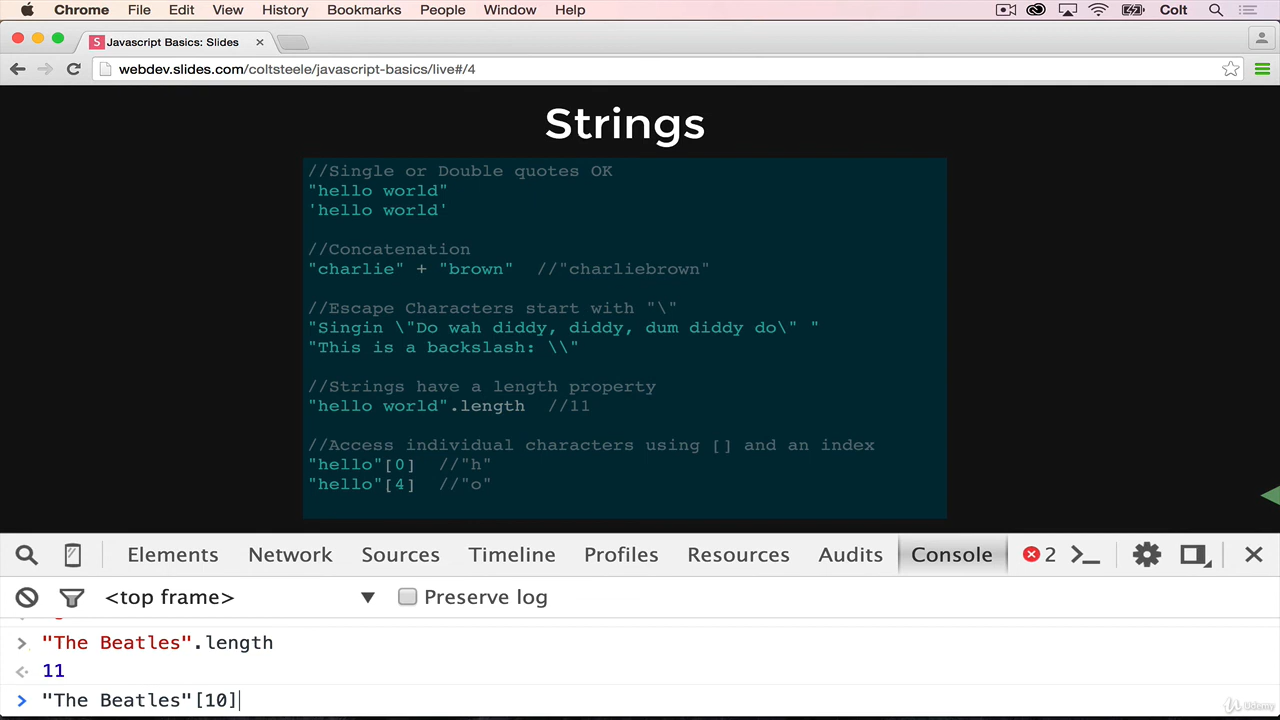 Chrome File Edit View History Bookmarks People Window Help Colt
Javascript Basics: Slides
webdev.slides.com/coltsteele/javascript-basics/live#/4
Strings
//Single or Double quotes OK
"hello world"
'hello world'
//Concatenation
"charlie" + "brown" //"charliebrown"
//Escape Characters start with "\"
"Singin \"Do wah diddy, diddy, dum diddy do\" "
"This is a backslash: \\"
//Strings have a length property
"hello world".length //11
//Access individual characters using [] and an index
"hello"[0] //"h"
"hello"[4] //"o"
Elements Network Sources Timeline Profiles Resources Audits Console 2
<top frame> Preserve log
> "The Beatles".length
11
> "The Beatles"[10]
Udemy